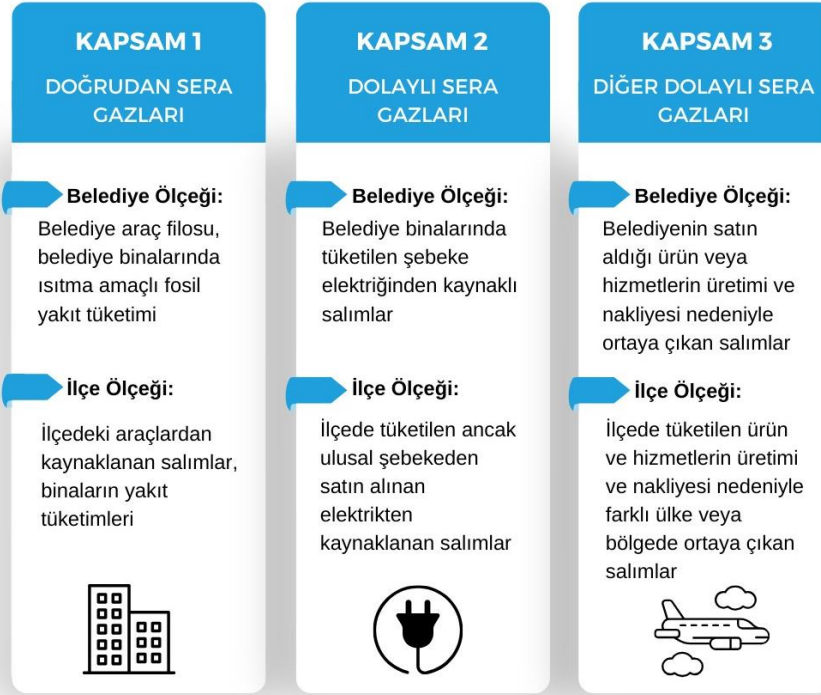 KAPSAM 1
DOĞRUDAN SERA
GAZLARI
Belediye Ölçeği:
Belediye araç filosu,
belediye binalarında
ısıtma amaçlı fosil
yakıt tüketimi
İlçe Ölçeği:
İlçedeki araçlardan
kaynaklanan salımlar,
binaların yakıt
tüketimleri
KAPSAM 2
DOLAYLI SERA
GAZLARI
Belediye Ölçeği:
Belediye binalarında
tüketilen şebeke
elektriğinden kaynaklı
salımlar
İlçe Ölçeği:
İlçede tüketilen ancak
ulusal şebekeden
satın alınan
elektrikten
kaynaklanan salımlar
KAPSAM 3
DİĞER DOLAYLI SERA
GAZLARI
Belediye Ölçeği:
Belediyenin satın
aldığı ürün veya
hizmetlerin üretimi ve
nakliyesi nedeniyle
ortaya çıkan salımlar
İlçe Ölçeği:
İlçede tüketilen ürün
ve hizmetlerin üretimi
ve nakliyesi nedeniyle
farklı ülke veya
bölgede ortaya çıkan
salımlar